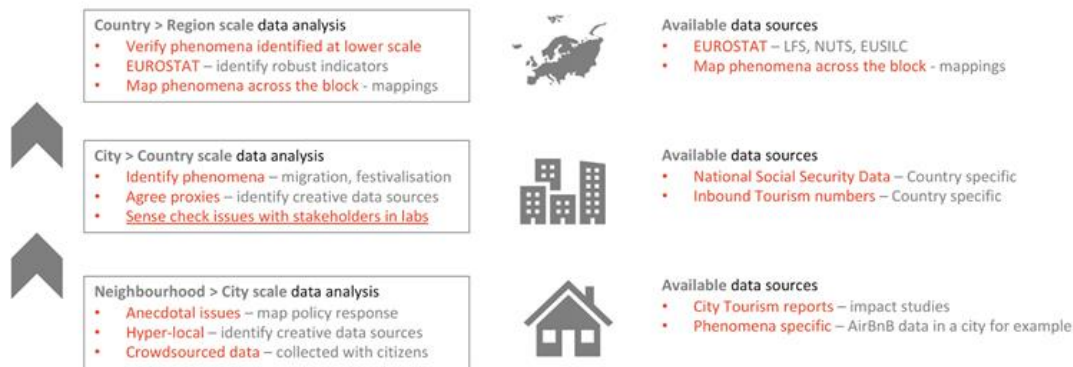 Country > Region scale data analysis
• Verify phenomena identified at lower scale
• EUROSTAT – identify robust indicators
• Map phenomena across the block - mappings
Available data sources
• EUROSTAT – LFS, NUTS, EUSILC
• Map phenomena across the block - mappings
City > Country scale data analysis
• Identify phenomena – migration, festivalisation
• Agree proxies – identify creative data sources
• Sense check issues with stakeholders in labs
Available data sources
• National Social Security Data – Country specific
• Inbound Tourism numbers – Country specific
Neighbourhood > City scale data analysis
• Anecdotal issues – map policy response
• Hyper-local – identify creative data sources
• Crowdsourced data – collected with citizens
Available data sources
• City Tourism reports – impact studies
• Phenomena specific – AirBnB data in a city for example